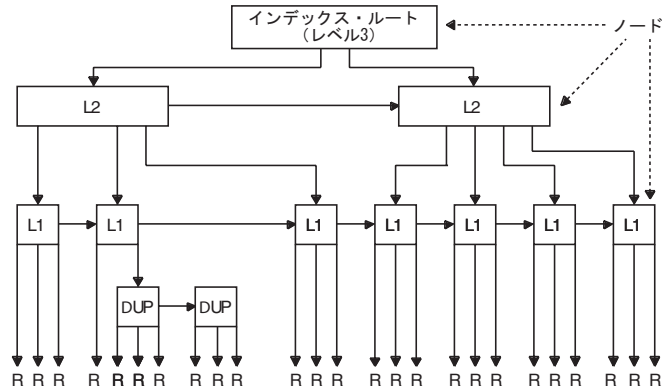 インデックス・ルート
(レベル3)
ノード
L2 L2
L1 L1 L1 L1 L1 L1 L1
DUP DUP
R R R R R R R R R R R R R R R R R R R R R R R R R